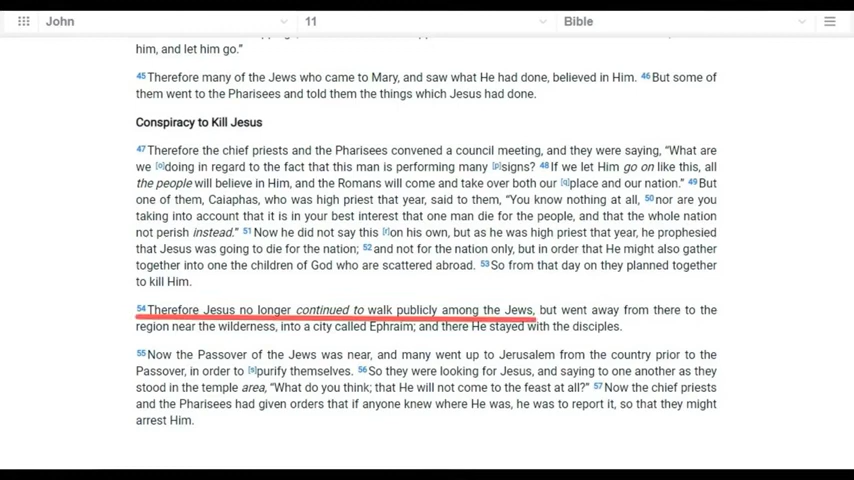 John 11 Bible
him, and let him go.”
45 Therefore many of the Jews who came to Mary, and saw what He had done, believed in Him. 46 But some of
them went to the Pharisees and told them the things which Jesus had done.
Conspiracy to Kill Jesus
47 Therefore the chief priests and the Pharisees convened a council meeting, and they were saying, “What are
we [o]doing in regard to the fact that this man is performing many [p]signs? 48 If we let Him go on like this, all
the people will believe in Him, and the Romans will come and take over both our [q]place and our nation.” 49 But
one of them, Caiaphas, who was high priest that year, said to them, “You know nothing at all, 50 nor are you
taking into account that it is in your best interest that one man die for the people, and that the whole nation
not perish instead.” 51 Now he did not say this [r]on his own, but as he was high priest that year, he prophesied
that Jesus was going to die for the nation; 52 and not for the nation only, but in order that He might also gather
together into one the children of God who are scattered abroad. 53 So from that day on they planned together
to kill Him.
54 Therefore Jesus no longer continued to walk publicly among the Jews, but went away from there to the
region near the wilderness, into a city called Ephraim; and there He stayed with the disciples.
55 Now the Passover of the Jews was near, and many went up to Jerusalem from the country prior to the
Passover, in order to [s]purify themselves. 56 So they were looking for Jesus, and saying to one another as they
stood in the temple area, “What do you think; that He will not come to the feast at all?” 57 Now the chief priests
and the Pharisees had given orders that if anyone knew where He was, he was to report it, so that they might
arrest Him.